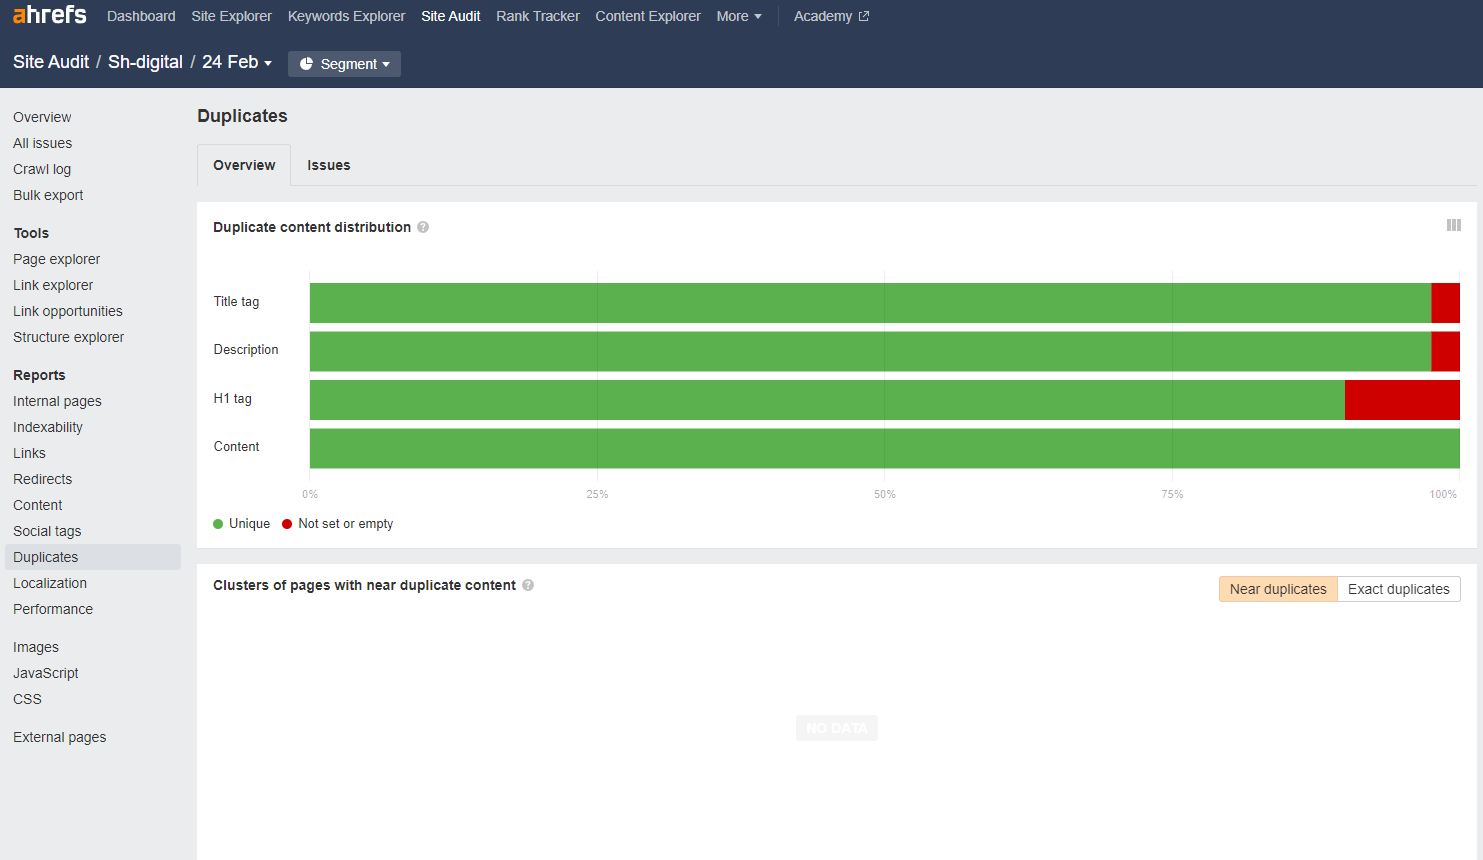 ahrefs Dashboard Site Explorer Keywords Explorer Site Audit Rank Tracker Content Explorer More Academy
Site Audit / Sh-digital / 24 Feb Segment
Overview
All issues
Crawl log
Bulk export
Tools
Page explorer
Link explorer
Link opportunities
Structure explorer
Reports
Internal pages
Indexability
Links
Redirects
Content
Social tags
Duplicates
Localization
Performance
Images
JavaScript
CSS
External pages
Duplicates
Overview Issues
Duplicate content distribution ?
Title tag
Description
H1 tag
Content
0% 25% 50% 75% 100%
Unique Not set or empty
Clusters of pages with near duplicate content ? Near duplicates Exact duplicates
NO DATA